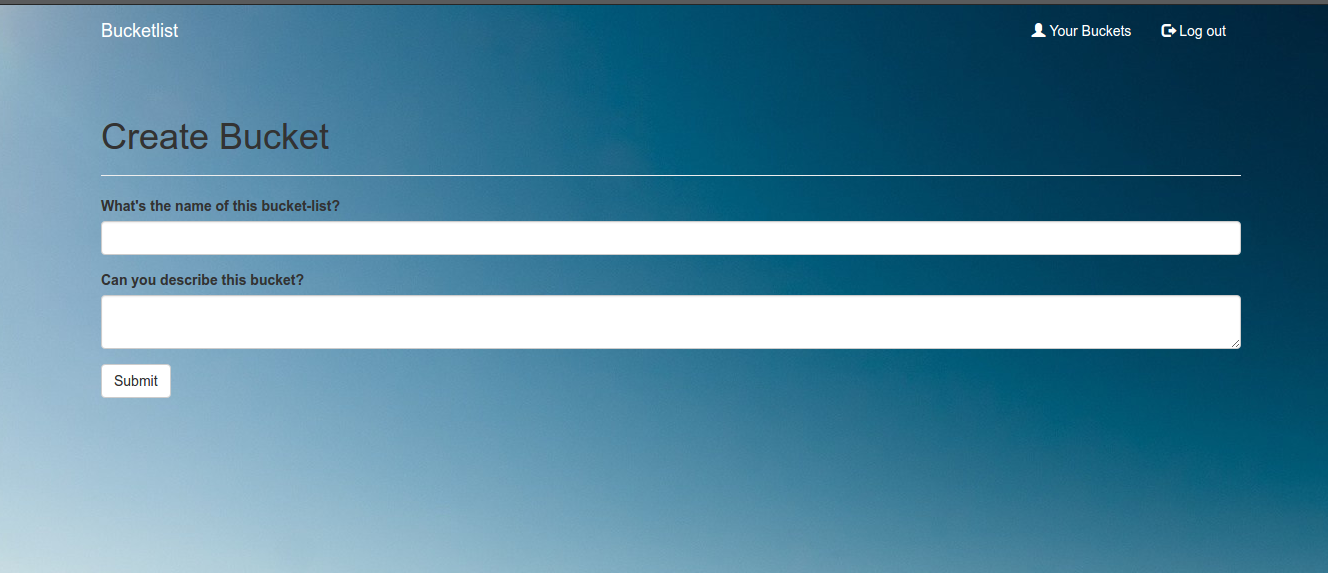 Bucketlist
Your Buckets
Log out
Create Bucket
What's the name of this bucket-list?
Can you describe this bucket?
Submit